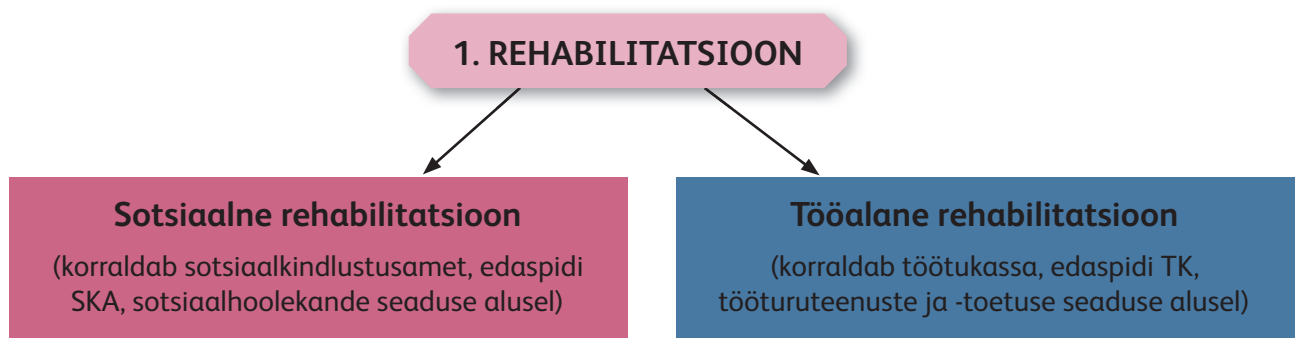 1. REHABILITATSIOON
Sotsiaalne rehabilitatsioon
(korraldab sotsiaalkindlustusamet, edaspidi
SKA, sotsiaalhoolekande seaduse alusel)
Tööalane rehabilitatsioon
(korraldab töötukassa, edaspidi TK,
tööturuteenuste ja -toetuse seaduse alusel)